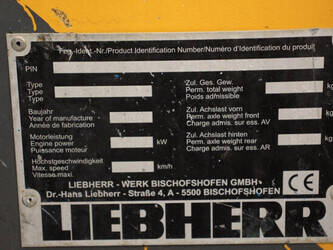 Fzg.-Ident.-Nr./Product Identification Number/Numéro d'Identification du produit
PIN
Type
Type
Type
Zul. Ges. Gew.
Perm. total weight
Poids admissible
kg
Baujahr
Year of manufacture
Année de fabrication
Zul. Achslast vorn
Perm. axle weight front
Charge admis. sur ess. AV
kg
Motorleistung
Engine power
Puissance moteur
kW
Zul. Achslast hinten
Perm. axle weight rear
Charge admis. sur ess. AR
kg
Höchstgeschwindigkeit
Max. speed
Vitesse maxi.
km/h
LIEBHERR - WERK BISCHOFSHOFEN GMBH
Dr.-Hans Liebherr - Straße 4, A - 5500 BISCHOFSHOFEN
CE
LIEBHERR